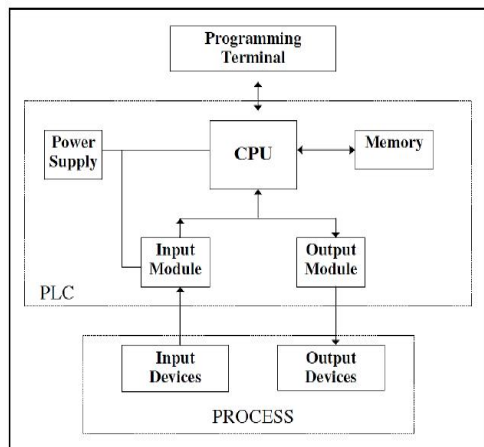 Programming
Terminal
Power
Supply
CPU
Memory
Input
Module
Output
Module
PLC
Input
Devices
Output
Devices
PROCESS